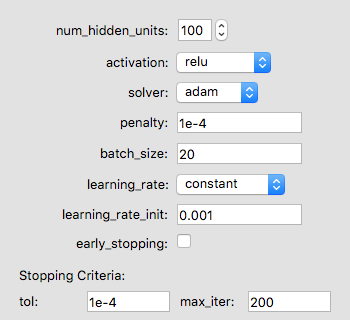 num_hidden_units: 100
activation: relu
solver: adam
penalty: 1e-4
batch_size: 20
learning_rate: constant
learning_rate_init: 0.001
early_stopping:
Stopping Criteria:
tol: 1e-4 max_iter: 200